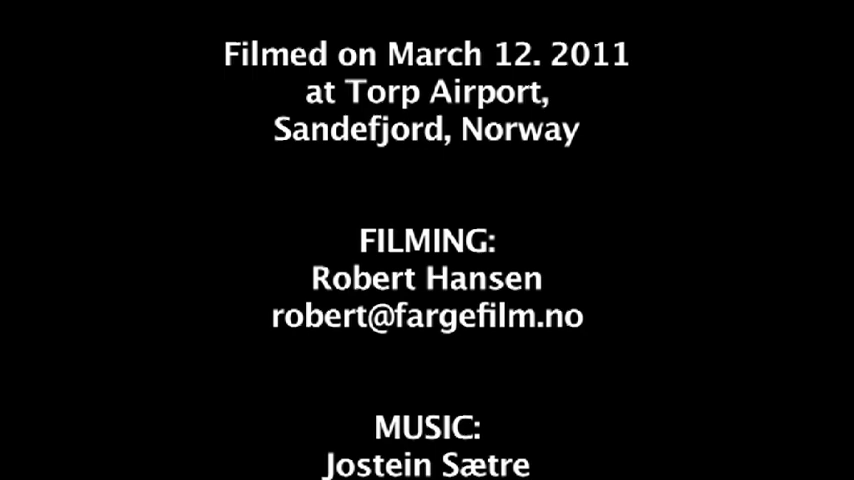 Filmed on March 12. 2011
at Torp Airport,
Sandefjord, Norway
FILMING:
Robert Hansen
robert@fargefilm.no
MUSIC:
Jostein Sætre